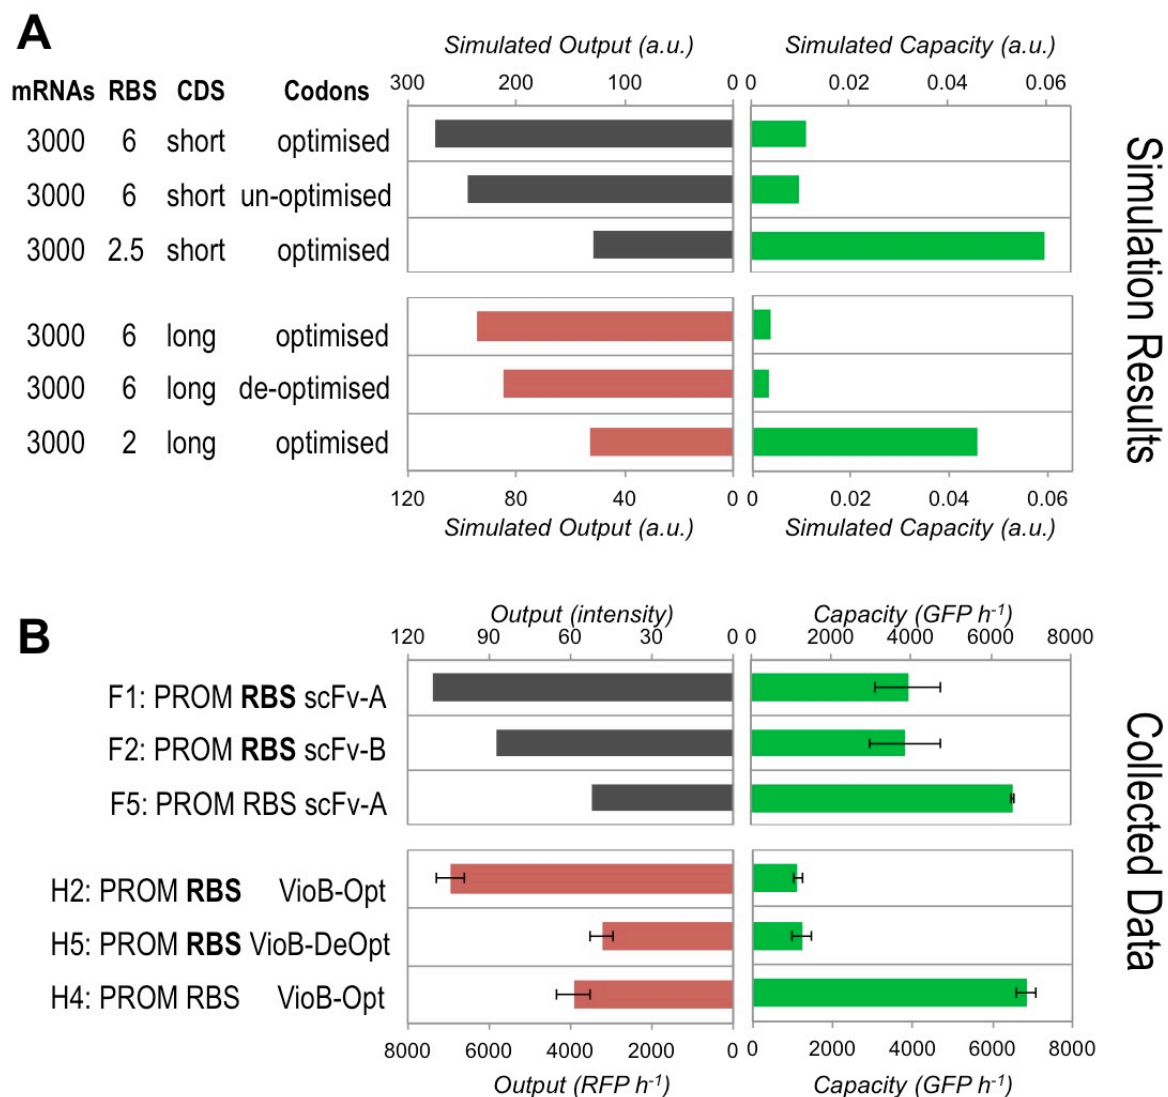 A
Simulated Output (a.u.) Simulated Capacity (a.u.)
300 200 100 0 0 0.02 0.04 0.06
mRNAs RBS CDS Codons
3000 6 short optimised
3000 6 short un-optimised
3000 2.5 short optimised
3000 6 long optimised
3000 6 long de-optimised
3000 2 long optimised
120 80 40 0 0 0.02 0.04 0.06
Simulated Output (a.u.) Simulated Capacity (a.u.)
Simulation Results
B
Output (intensity) Capacity (GFP h-1)
120 90 60 30 0 0 2000 4000 6000 8000
F1: PROM RBS scFv-A
F2: PROM RBS scFv-B
F5: PROM RBS scFv-A
H2: PROM RBS VioB-Opt
H5: PROM RBS VioB-DeOpt
H4: PROM RBS VioB-Opt
8000 6000 4000 2000 0 0 2000 4000 6000 8000
Output (RFP h-1) Capacity (GFP h-1)
Collected Data